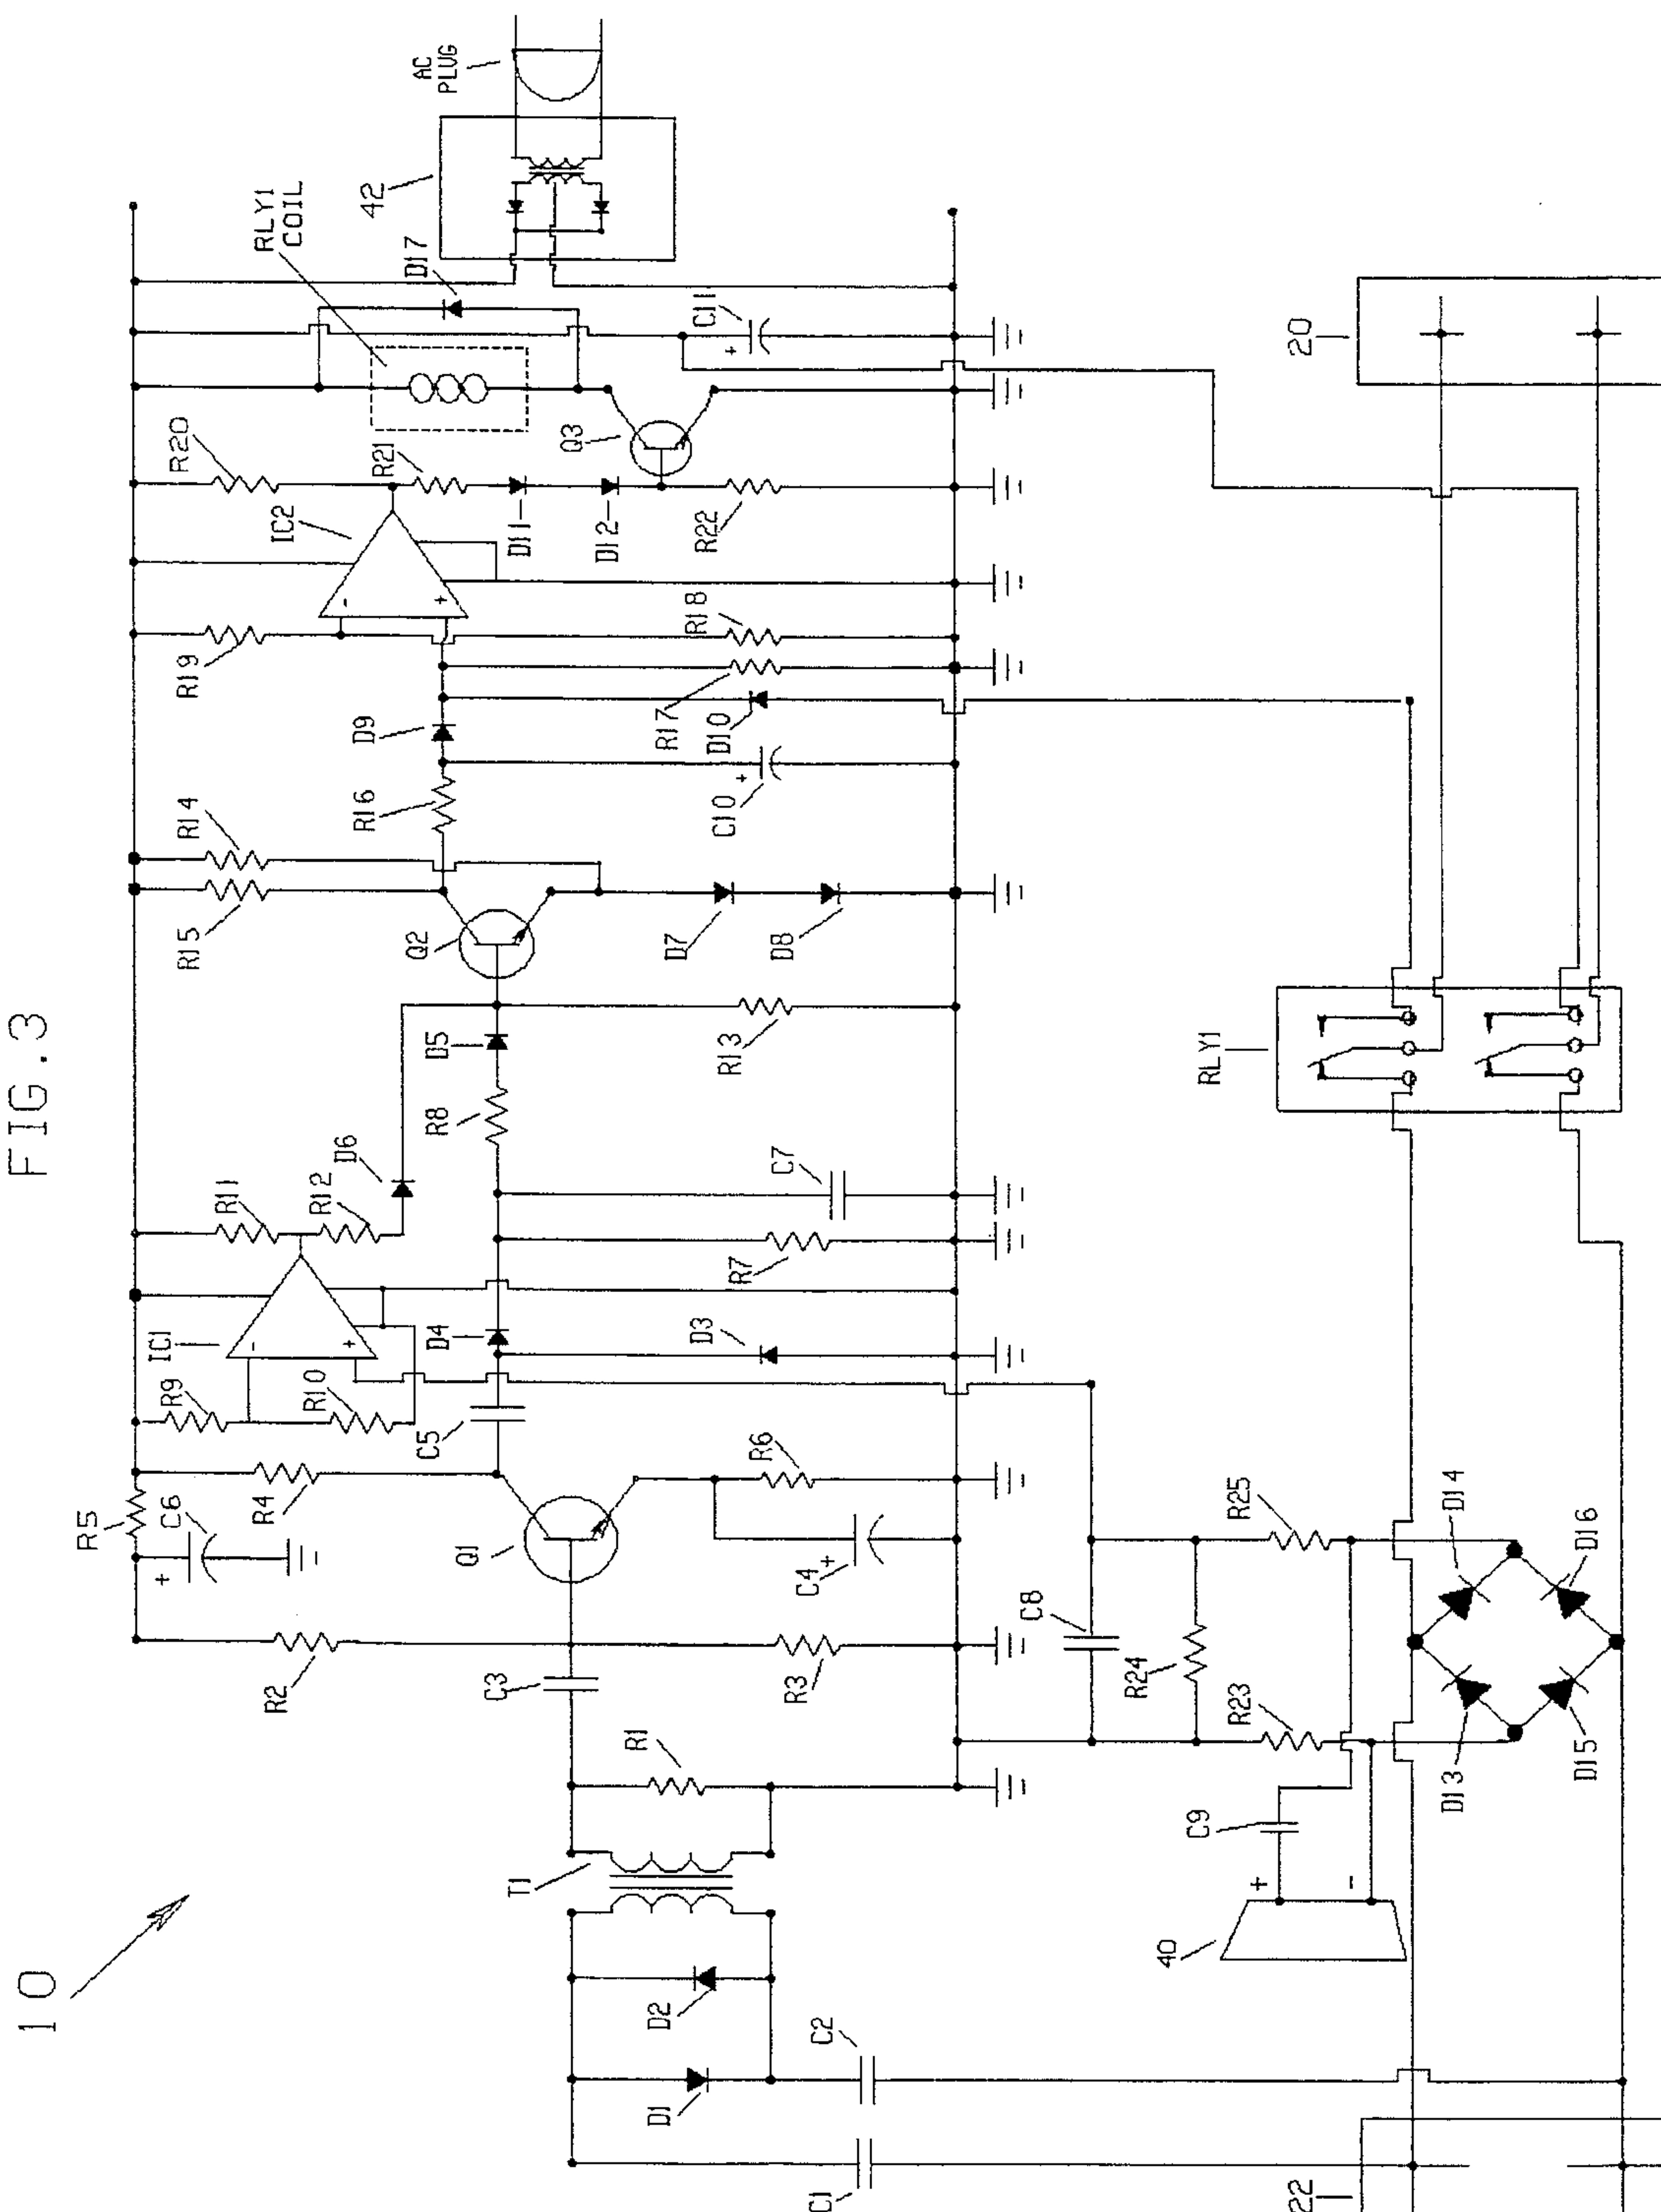 FIG.3
10
AC
PLUG
42
RLY1
COIL
D17
C11
20
R20
R21
Q3
IC2
D11
D12
R22
R19
R18
R17
D10
D9
C10
R16
R14
R15
Q2
D7
D8
R13
D5
R8
RLY1
D6
C7
R11
R12
R7
IC1
-
+
D4
D3
R9
R10
C5
R6
R5
C6
+
R4
Q1
C4
+
R25
D14
D16
C8
R24
R2
C3
R3
R23
R1
D13
D15
C9
T1
+
-
40
D2
C2
D1
C1
22
-
+
+
+